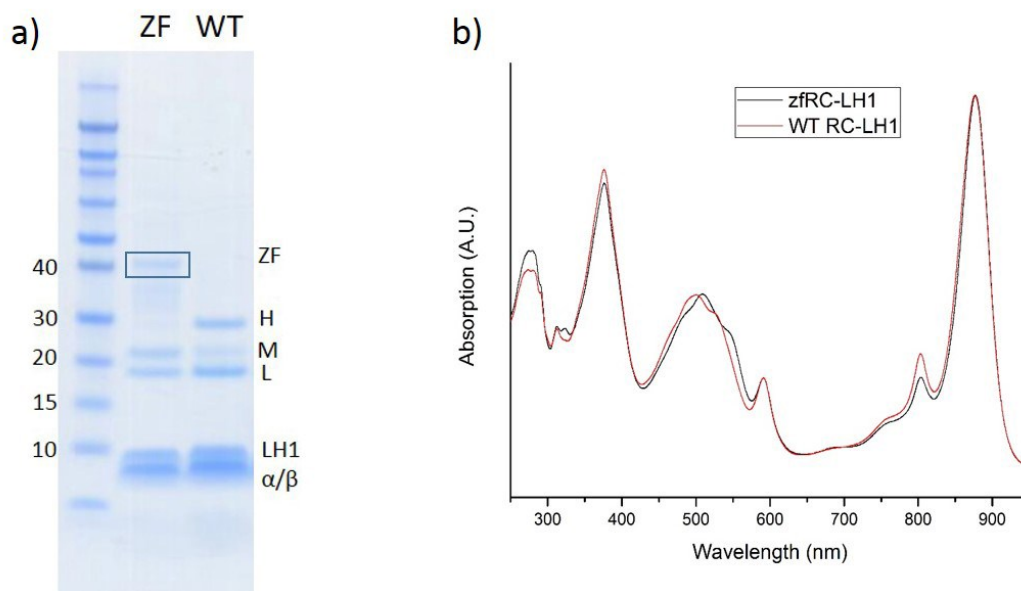 a)
ZF WT
40
30
20
15
10
ZF
H
M
L
LH1
α/β
b)
zfRC-LH1
WT RC-LH1
Absorption (A.U.)
300 400 500 600 700 800 900
Wavelength (nm)